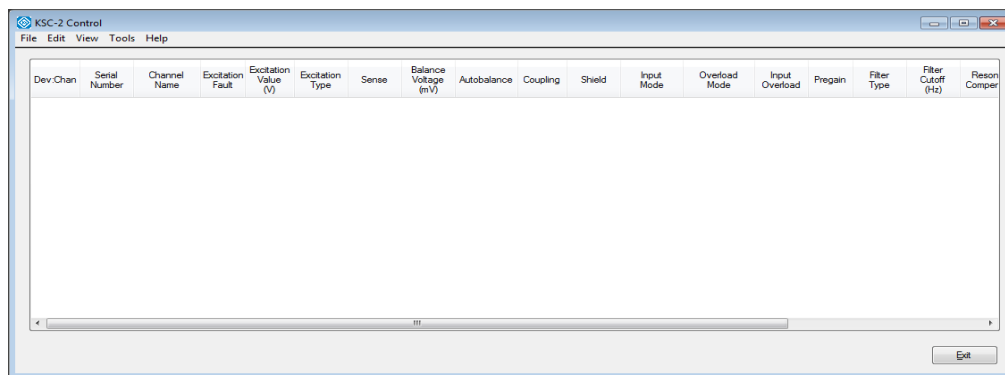 KSC-2 Control
File Edit View Tools Help
Dev:Chan Serial Number Channel Name Excitation Fault Excitation Value (V) Excitation Type Sense Balance Voltage (mV) Autobalance Coupling Shield Input Mode Overload Mode Input Overload Pregain Filter Type Filter Cutoff (Hz) Reson Comper
Exit